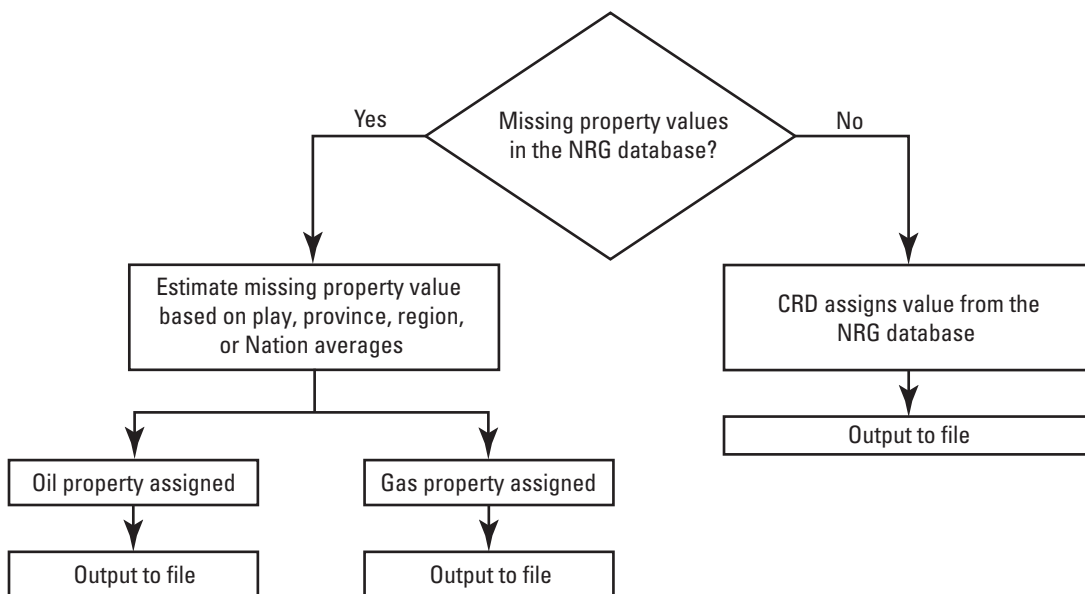 Missing property values
in the NRG database?
Yes
No
Estimate missing property value
based on play, province, region,
or Nation averages
CRD assigns value from the
NRG database
Output to file
Oil property assigned
Gas property assigned
Output to file
Output to file